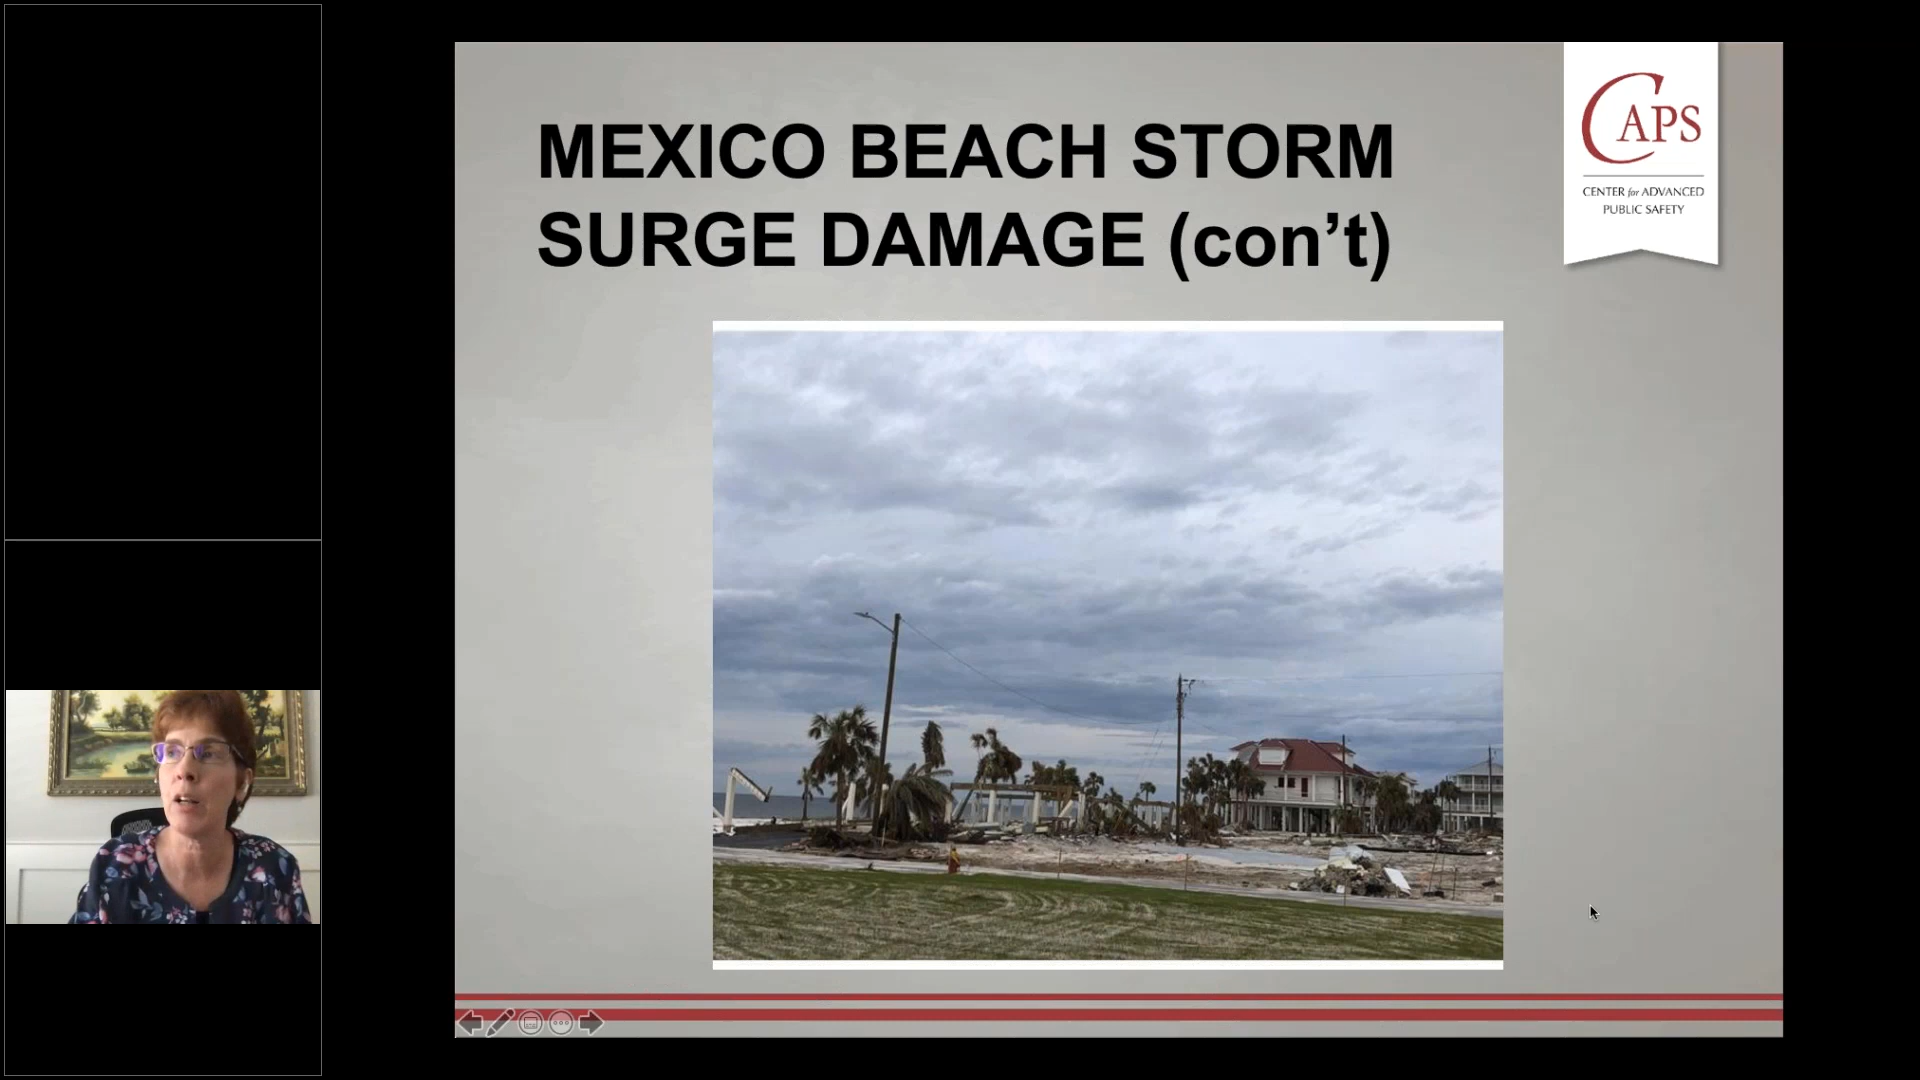 MEXICO BEACH STORM
SURGE DAMAGE (con’t)
CAPS
CENTER for ADVANCED
PUBLIC SAFETY